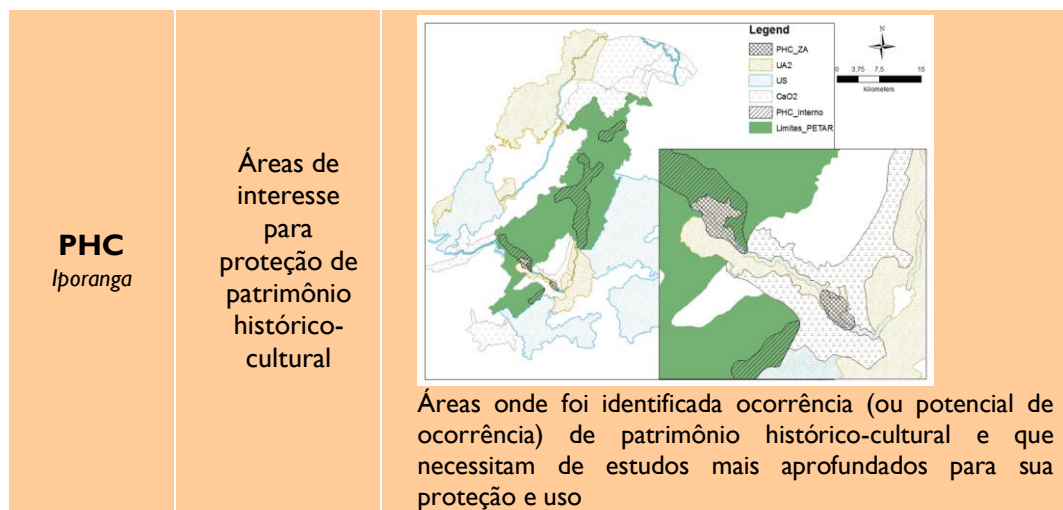 PHC
Iporanga
Áreas de
interesse
para
proteção de
patrimônio
histórico-
cultural
Legend
PHC_ZA
UA2
US
CaO2
PHC_interno
Limites_PETAR
N
0 3,75 7,5 15
Kilometers
Áreas onde foi identificada ocorrência (ou potencial de
ocorrência) de patrimônio histórico-cultural e que
necessitam de estudos mais aprofundados para sua
proteção e uso